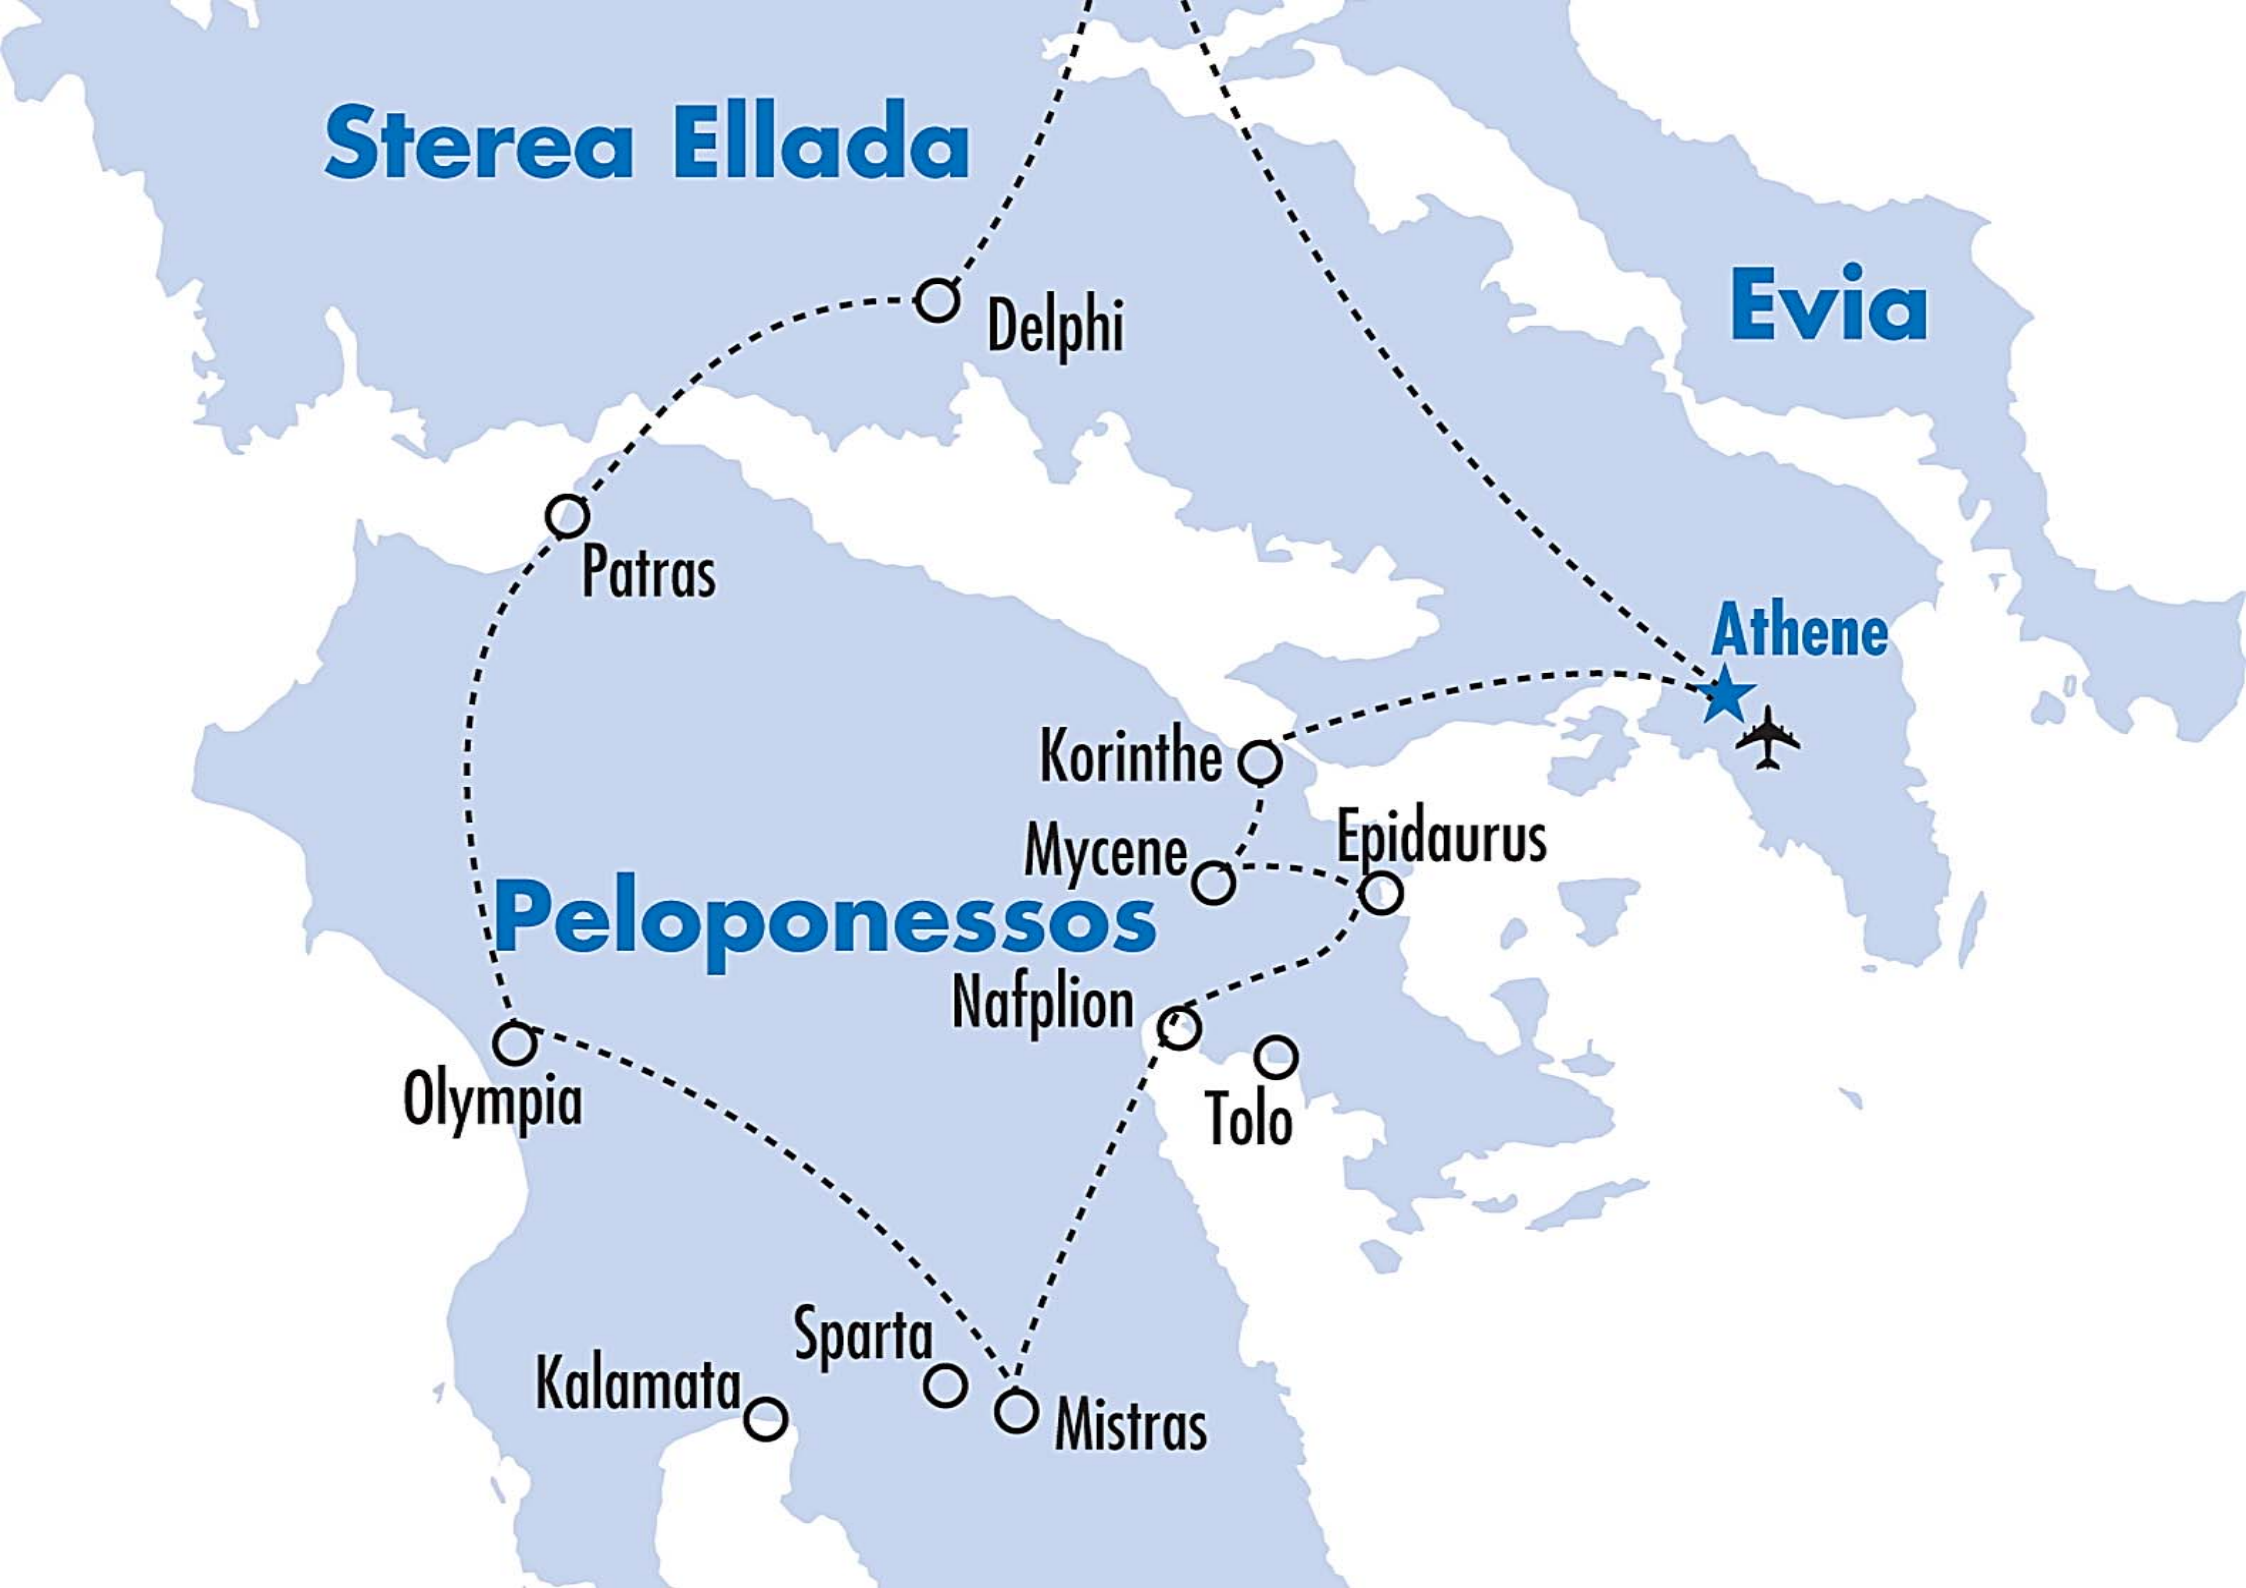 Sterea Ellada
Evia
Delphi
Patras
Athene
Korinthe
Epidaurus
Mycene
Peloponessos
Nafplion
Olympia
Tolo
Sparta
Kalamata
Mistras